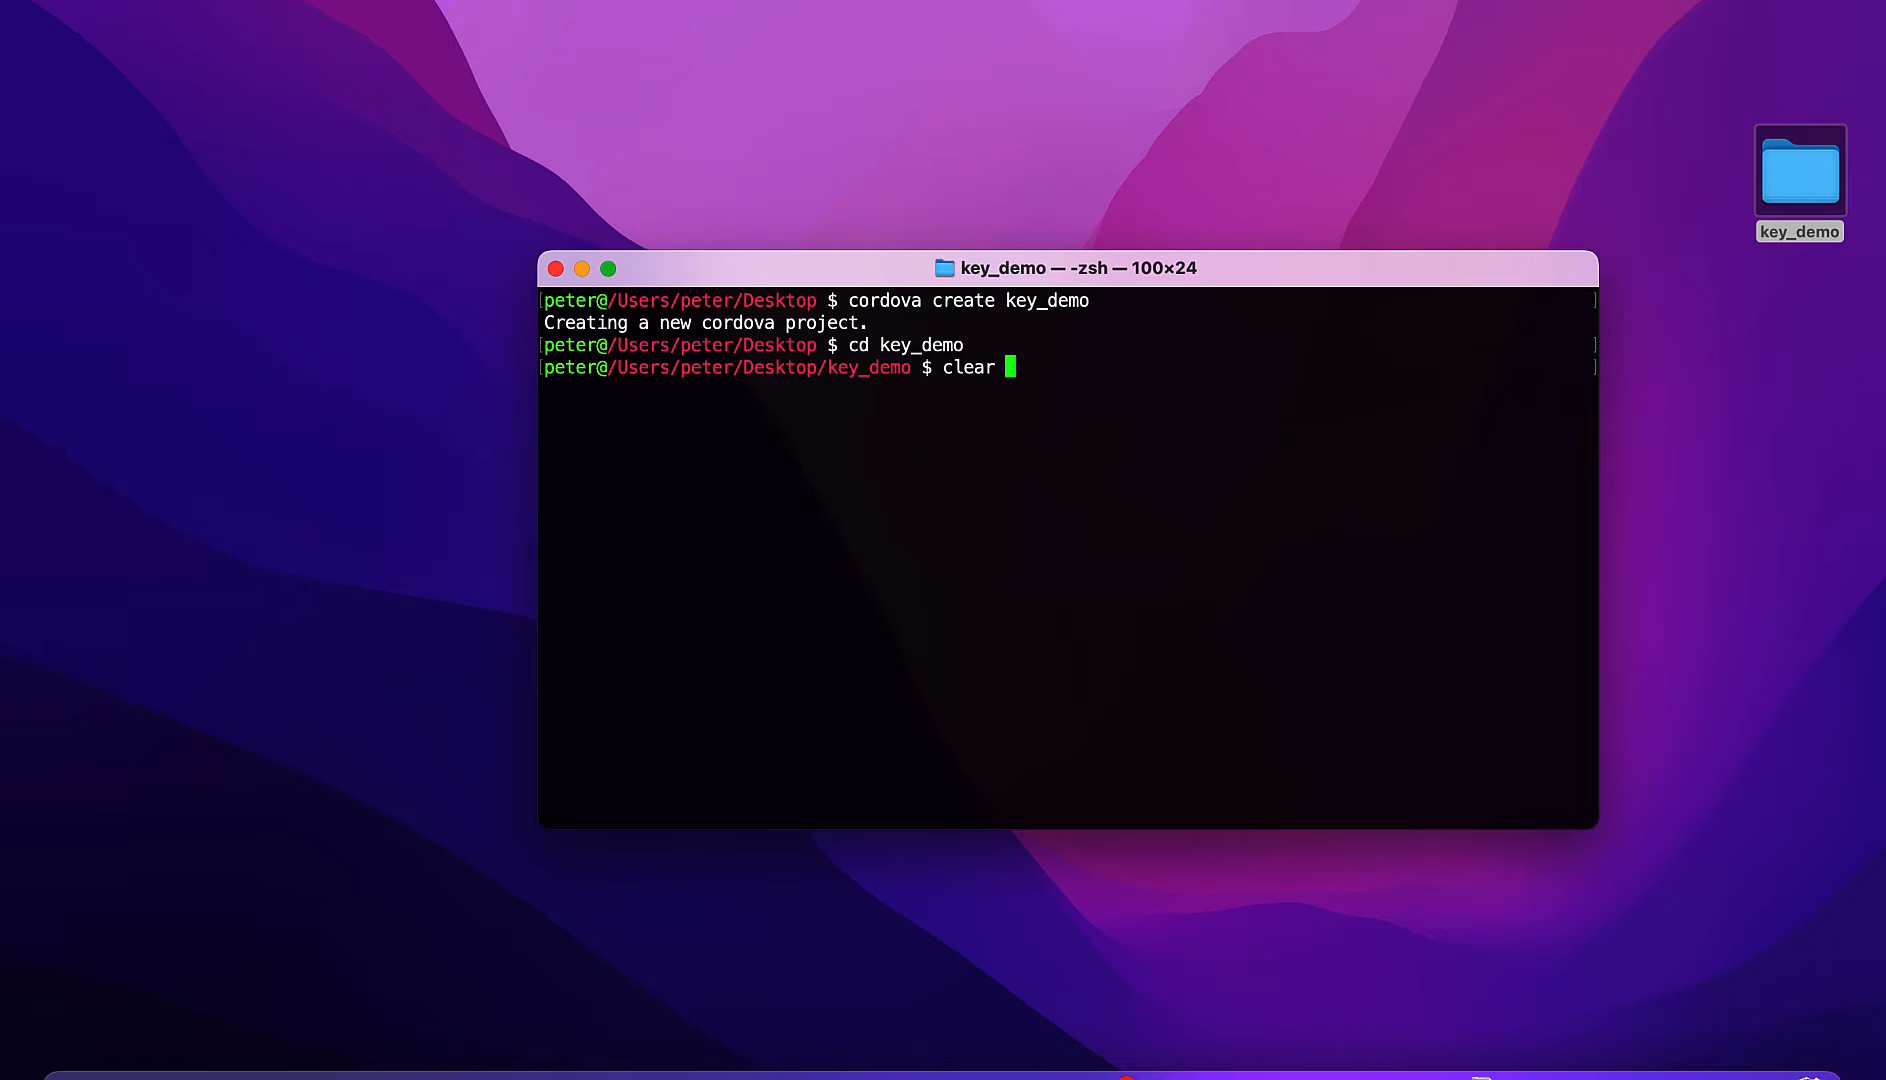 key_demo
key_demo — -zsh — 100×24
[peter@/Users/peter/Desktop $ cordova create key_demo ]
Creating a new cordova project.
[peter@/Users/peter/Desktop $ cd key_demo ]
[peter@/Users/peter/Desktop/key_demo $ clear ]